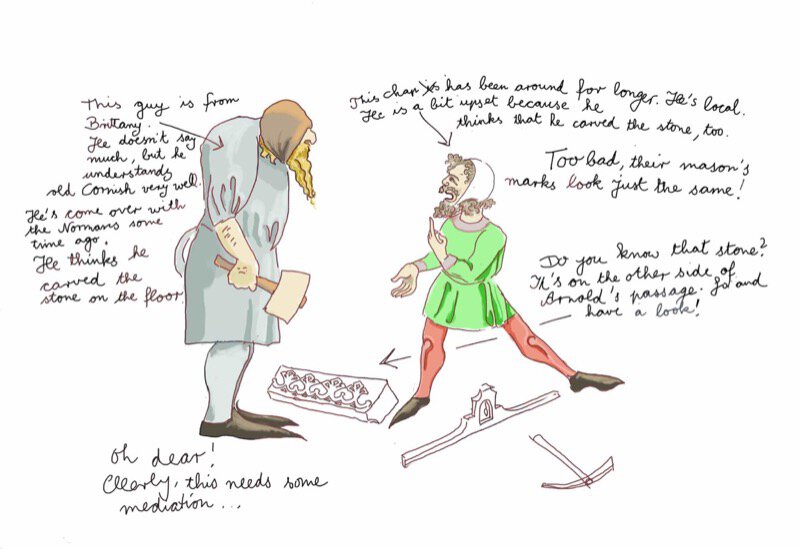 This guy is from
Brittany.
He doesn't say
much, but he
understands
old Cornish very well.
He's come over with
the Normans some
time ago.
He thinks he
carved the
stone on the floor.
This chap has been around for longer. He's local.
He is a bit upset because he
thinks that he carved the stone, too.
Too bad, their mason's
marks look just the same!
Do you know that stone?
It's on the other side of
Arnold's passage. Go and
have a look!
Oh dear!
Clearly, this needs some
mediation...